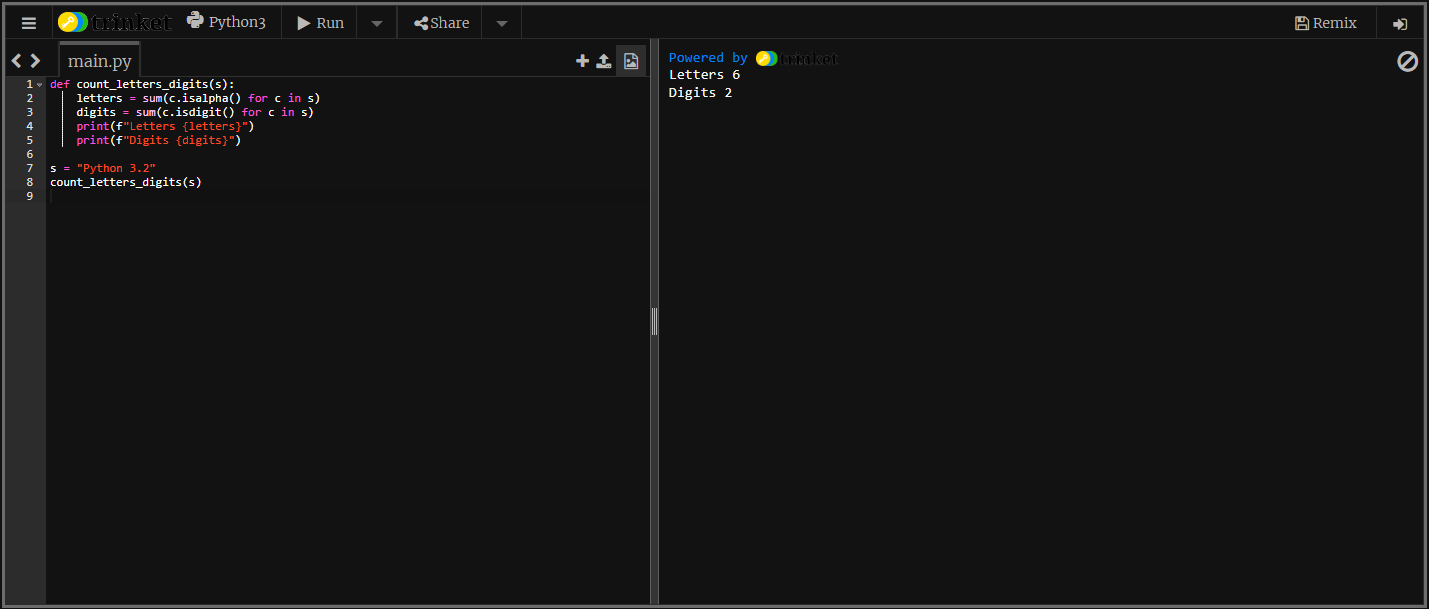 trinket Python3 Run Share Remix
main.py
1 def count_letters_digits(s):
2     letters = sum(c.isalpha() for c in s)
3     digits = sum(c.isdigit() for c in s)
4     print(f"Letters {letters}")
5     print(f"Digits {digits}")
6
7 s = "Python 3.2"
8 count_letters_digits(s)
9
Powered by trinket
Letters 6
Digits 2